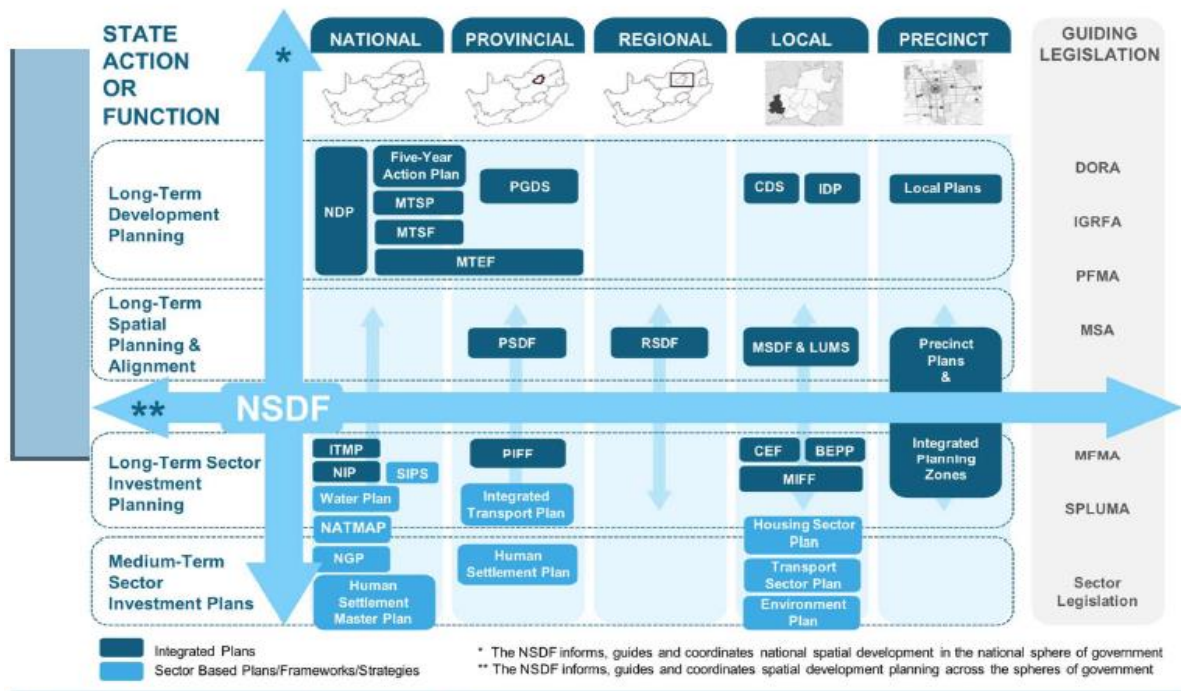 STATE
ACTION
OR
FUNCTION
*
NATIONAL
PROVINCIAL
REGIONAL
LOCAL
PRECINCT
GUIDING
LEGISLATION
Long-Term
Development
Planning
NDP
Five-Year
Action Plan
MTSP
MTSF
MTEF
PGDS
CDS
IDP
Local Plans
DORA
IGRFA
PFMA
MSA
Long-Term
Spatial
Planning &
Alignment
PSDF
RSDF
MSDF & LUMS
Precinct
Plans
&
**
NSDF
Long-Term Sector
Investment
Planning
ITMP
NIP
SIPS
Water Plan
NATMAP
PIFF
Integrated
Transport Plan
CEF
BEPP
MIFF
Housing Sector
Plan
Integrated
Planning
Zones
MFMA
SPLUMA
Medium-Term
Sector
Investment Plans
NGP
Human
Settlement
Master Plan
Human
Settlement Plan
Transport
Sector Plan
Environment
Plan
Sector
Legislation
Integrated Plans
Sector Based Plans/Frameworks/Strategies
* The NSDF informs, guides and coordinates national spatial development in the national sphere of government
** The NSDF informs, guides and coordinates spatial development planning across the spheres of government